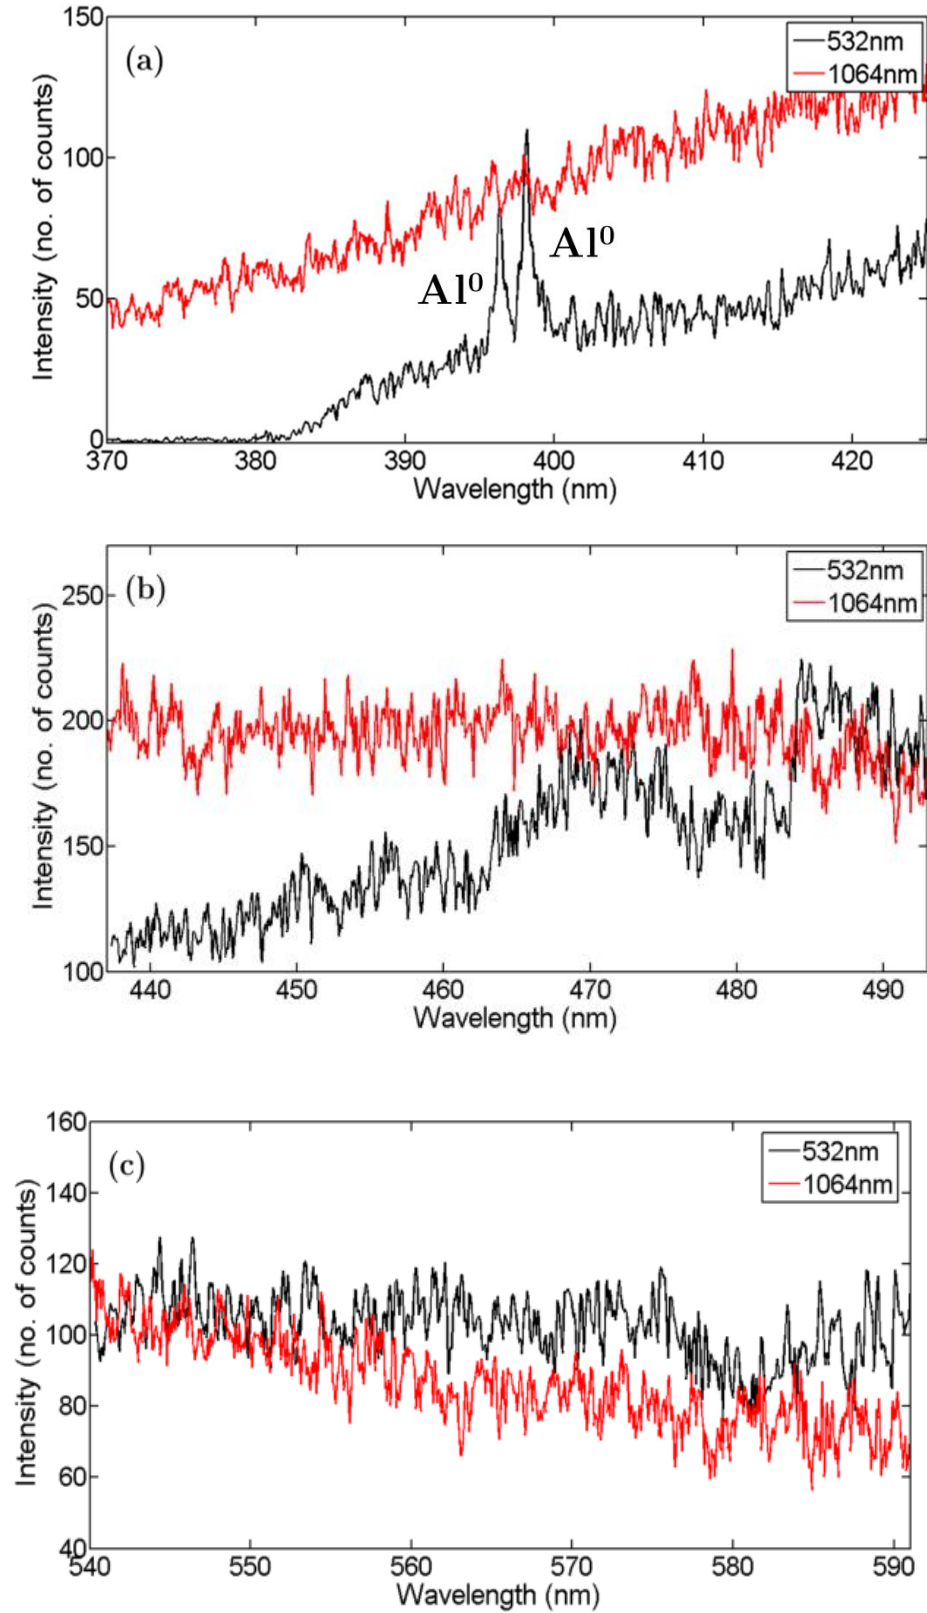 150
(a)
532nm
1064nm
100
Al⁰
Al⁰
50
0
Intensity (no. of counts)
370 380 390 400 410 420
Wavelength (nm)
(b)
532nm
1064nm
250
200
150
100
Intensity (no. of counts)
440 450 460 470 480 490
Wavelength (nm)
160
(c)
532nm
1064nm
140
120
100
80
60
40
Intensity (no. of counts)
540 550 560 570 580 590
Wavelength (nm)